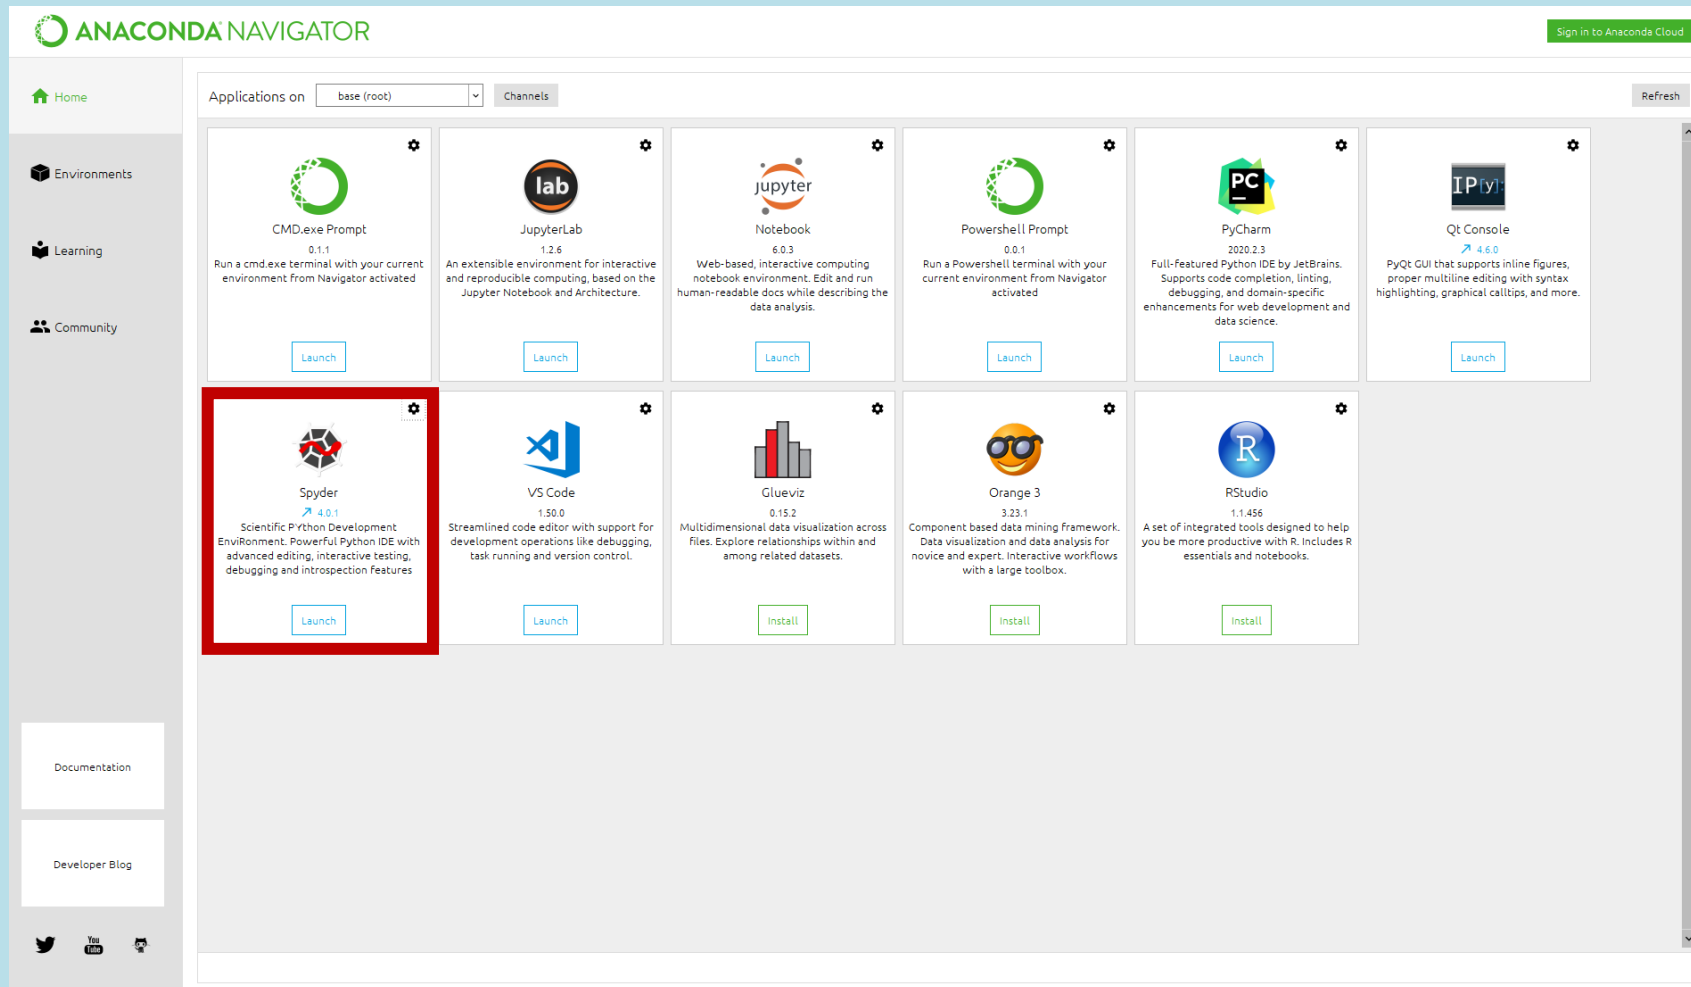 ANACONDA NAVIGATOR
Sign in to Anaconda Cloud
Home
Environments
Learning
Community
Documentation
Developer Blog
You
Tube
Applications on base (root) Channels
Refresh
CMD.exe Prompt
0.1.1
Run a cmd.exe terminal with your current
environment from Navigator activated
Launch
lab
JupyterLab
1.2.6
An extensible environment for interactive
and reproducible computing, based on the
Jupyter Notebook and Architecture.
Launch
jupyter
Notebook
6.0.3
Web-based, interactive computing
notebook environment. Edit and run
human-readable docs while describing the
data analysis.
Launch
Powershell Prompt
0.0.1
Run a Powershell terminal with your
current environment from Navigator
activated
Launch
PC
PyCharm
2020.2.3
Full-featured Python IDE by JetBrains.
Supports code completion, linting,
debugging, and domain-specific
enhancements for web development and
data science.
Launch
IP[y]:
Qt Console
4.6.0
PyQt GUI that supports inline figures,
proper multiline editing with syntax
highlighting, graphical calltips, and more.
Launch
Spyder
4.0.1
Scientific PYthon Development
EnviRonment. Powerful Python IDE with
advanced editing, interactive testing,
debugging and introspection features
Launch
VS Code
1.50.0
Streamlined code editor with support for
development operations like debugging,
task running and version control.
Launch
Glueviz
0.15.2
Multidimensional data visualization across
files. Explore relationships within and
among related datasets.
Install
Orange 3
3.23.1
Component based data mining framework.
Data visualization and data analysis for
novice and expert. Interactive workflows
with a large toolbox.
Install
R
RStudio
1.1.456
A set of integrated tools designed to help
you be more productive with R. Includes R
essentials and notebooks.
Install